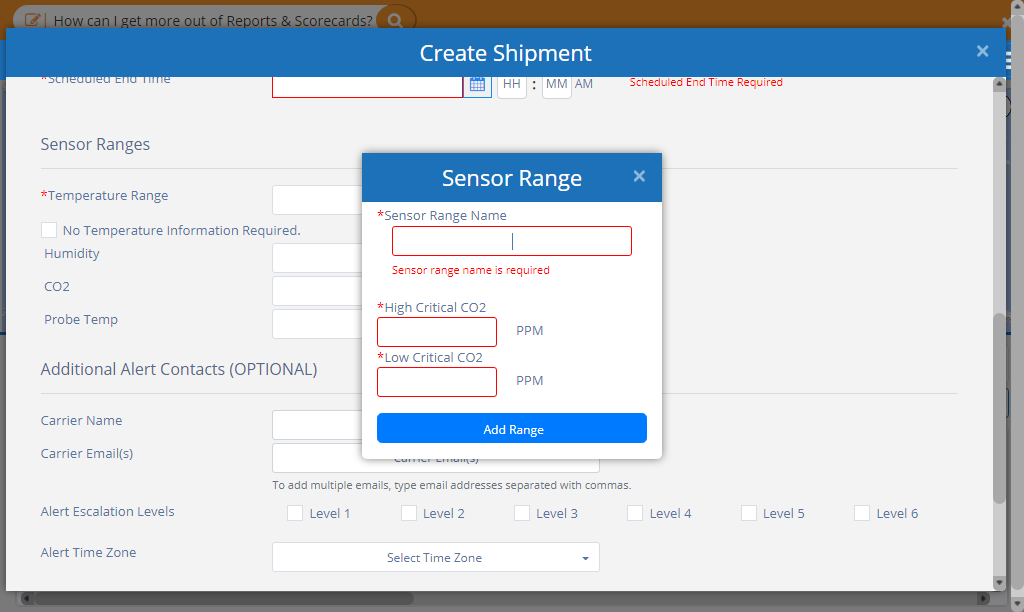 How can I get more out of Reports & Scorecards?
Create Shipment ×
*Scheduled End Time
HH : MM AM
Scheduled End Time Required
Sensor Ranges
*Temperature Range
No Temperature Information Required.
Humidity
CO2
Probe Temp
Sensor Range ×
*Sensor Range Name
Sensor range name is required
*High Critical CO2
PPM
*Low Critical CO2
PPM
Add Range
Additional Alert Contacts (OPTIONAL)
Carrier Name
Carrier Email(s)
Carrier Email(s)
To add multiple emails, type email addresses separated with commas.
Alert Escalation Levels
Level 1 Level 2 Level 3 Level 4 Level 5 Level 6
Alert Time Zone
Select Time Zone